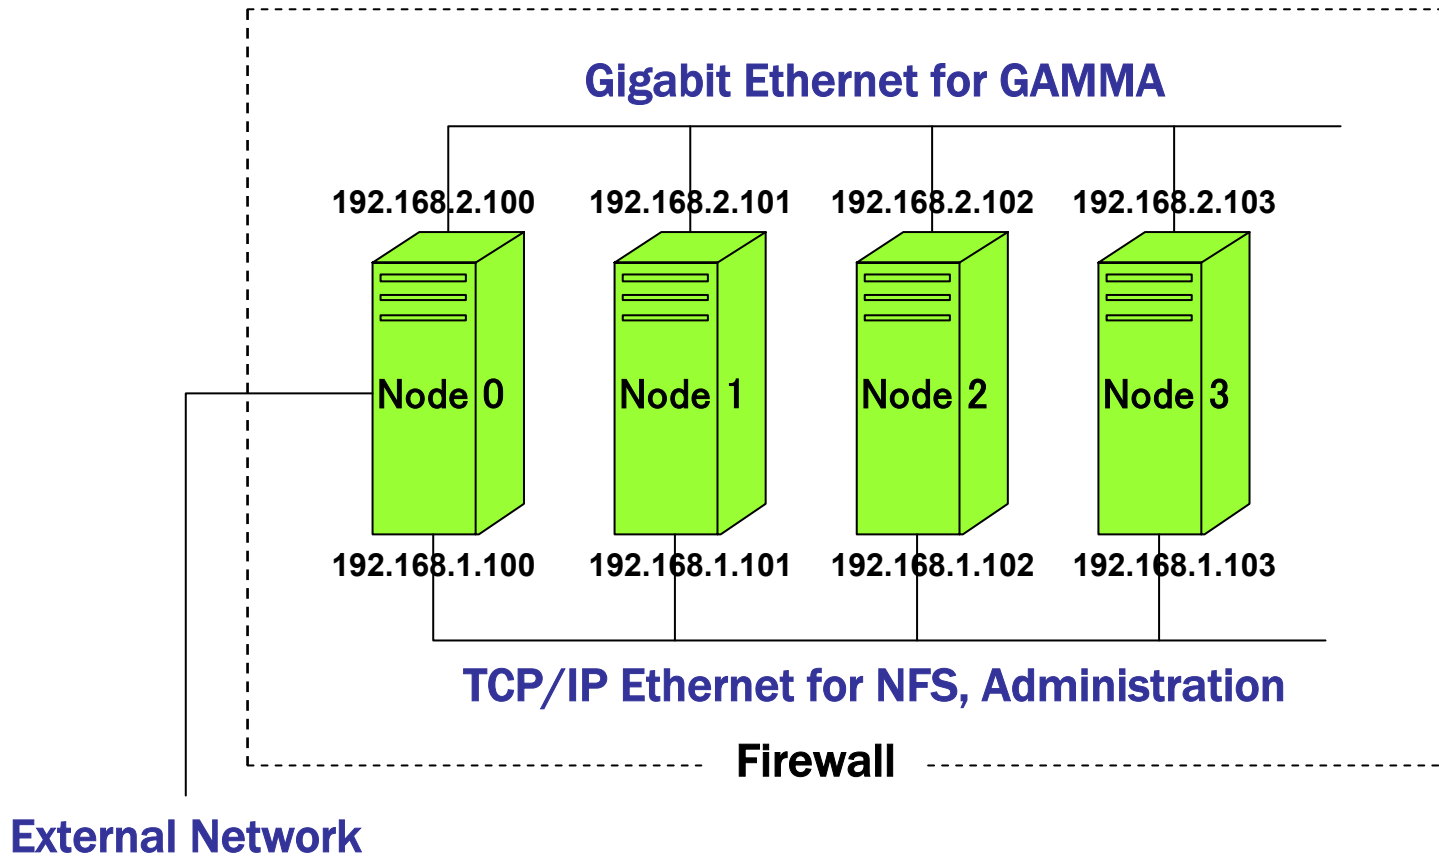 Gigabit Ethernet for GAMMA
192.168.2.100 192.168.2.101 192.168.2.102 192.168.2.103
Node 0 Node 1 Node 2 Node 3
192.168.1.100 192.168.1.101 192.168.1.102 192.168.1.103
TCP/IP Ethernet for NFS, Administration
Firewall
External Network